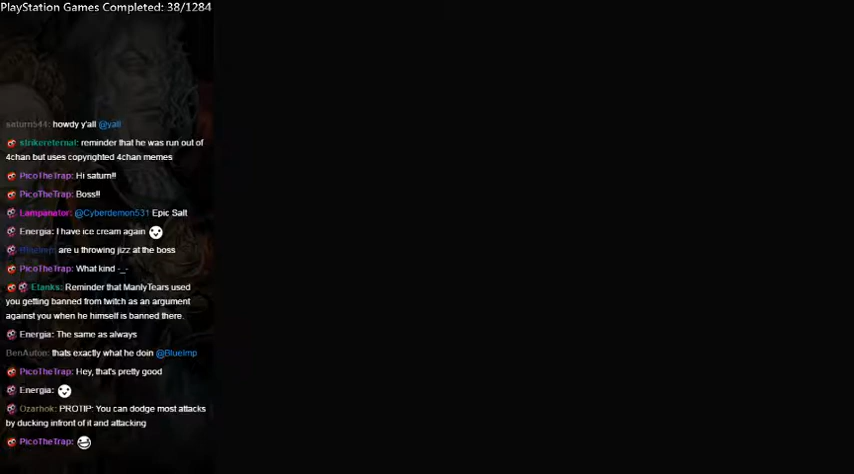 PlayStation Games Completed: 38/1284
saturn544: howdy y'all @yall
strikereternal: reminder that he was run out of
4chan but uses copyrighted 4chan memes
PicoTheTrap: Hi saturn!!
PicoTheTrap: Boss!!
Lampanator: @Cyberdemon531 Epic Salt
Energia: I have ice cream again
are u throwing jizz at the boss
PicoTheTrap: What kind -_-
Etanks: Reminder that ManlyTears used
you getting banned from twitch as an argument
against you when he himself is banned there.
Energia: The same as always
BenAutoe: thats exactly what he doin @BlueImp
PicoTheTrap: Hey, that's pretty good
Energia:
Ozarhok: PROTIP: You can dodge most attacks
by ducking infront of it and attacking
PicoTheTrap: